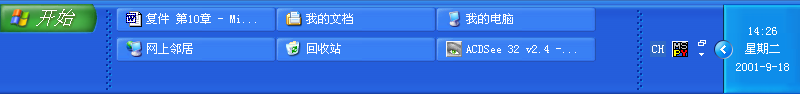 开始
复件 第10章 - Mi...
我的文档
我的电脑
网上邻居
回收站
ACDSee 32 v2.4 -...
CH
MSPY
14:26
星期二
2001-9-18